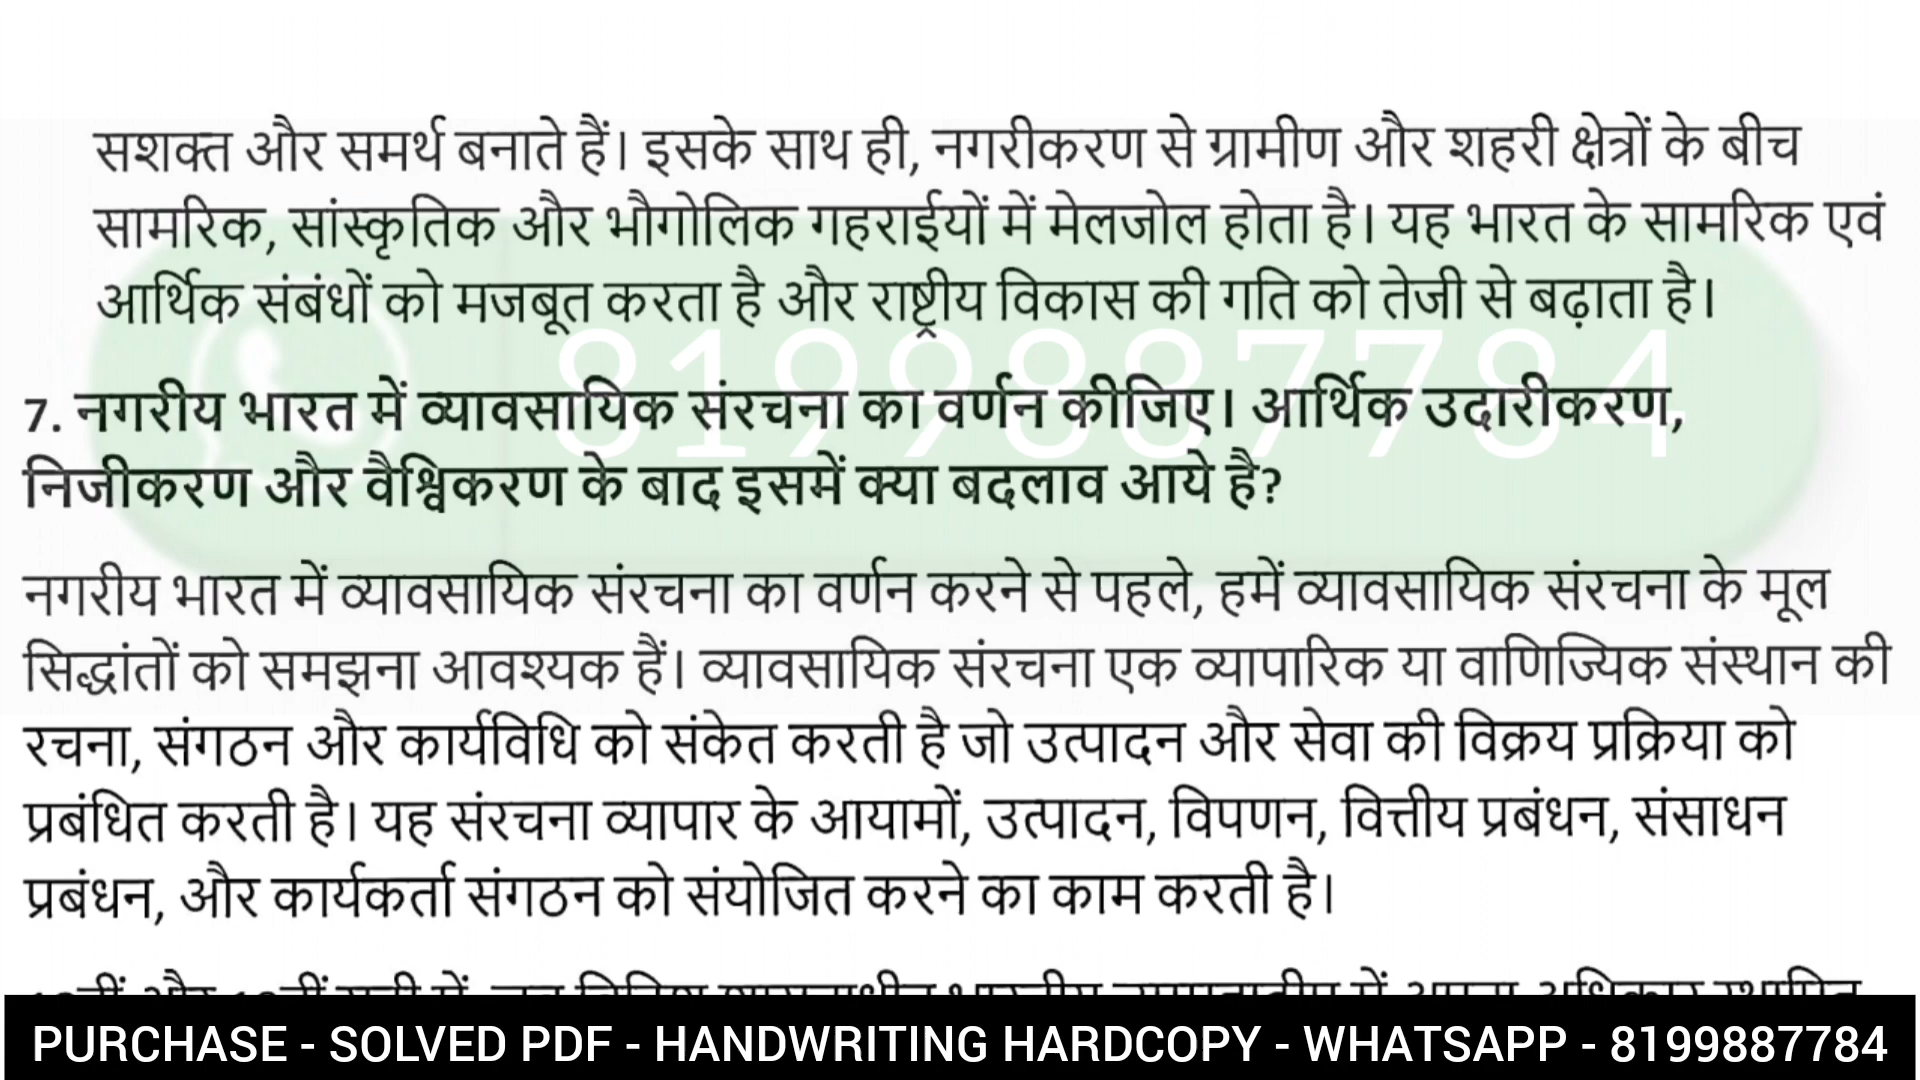 सशक्त और समर्थ बनाते हैं। इसके साथ ही, नगरीकरण से ग्रामीण और शहरी क्षेत्रों के बीच
सामरिक, सांस्कृतिक और भौगोलिक गहराईयों में मेलजोल होता है। यह भारत के सामरिक एवं
आर्थिक संबंधों को मजबूत करता है और राष्ट्रीय विकास की गति को तेजी से बढ़ाता है।
8199887784
7. नगरीय भारत में व्यावसायिक संरचना का वर्णन कीजिए। आर्थिक उदारीकरण,
निजीकरण और वैश्विकरण के बाद इसमें क्या बदलाव आये है?
नगरीय भारत में व्यावसायिक संरचना का वर्णन करने से पहले, हमें व्यावसायिक संरचना के मूल
सिद्धांतों को समझना आवश्यक हैं। व्यावसायिक संरचना एक व्यापारिक या वाणिज्यिक संस्थान की
रचना, संगठन और कार्यविधि को संकेत करती है जो उत्पादन और सेवा की विक्रय प्रक्रिया को
प्रबंधित करती है। यह संरचना व्यापार के आयामों, उत्पादन, विपणन, वित्तीय प्रबंधन, संसाधन
प्रबंधन, और कार्यकर्ता संगठन को संयोजित करने का काम करती है।
PURCHASE - SOLVED PDF - HANDWRITING HARDCOPY - WHATSAPP - 8199887784